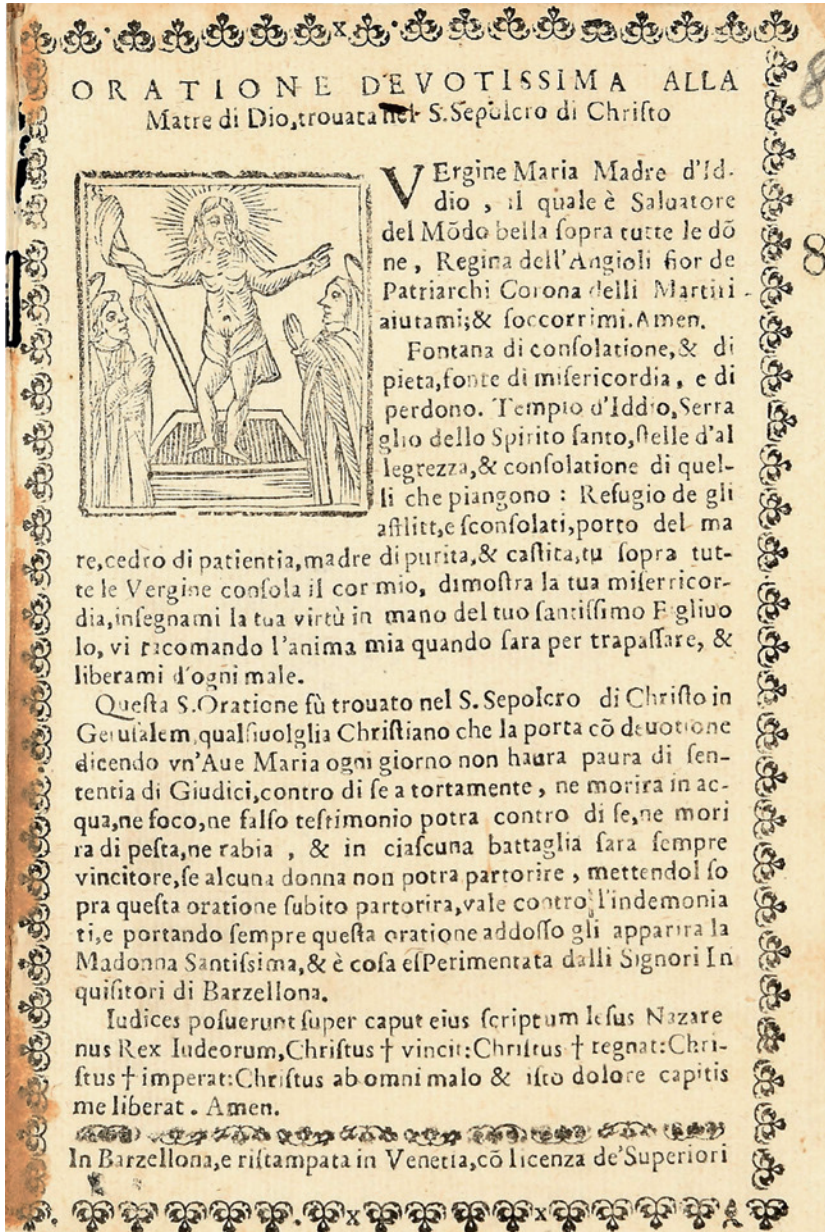 ORATIONE DEVOTISSIMA ALLA
Matre di Dio,trouata nel S.Sepolcro di Chriſto
VErgine Maria Madre d'Id-
dio , il quale è Saluatore
del Mõdo bella ſopra tutte le dõ
ne , Regina dell'Angioli fior de
Patriarchi Corona delli Martiri
aiutami;& ſoccorrimi.Amen.
Fontana di conſolatione,& di
pieta,fonte di miſericordia , e di
perdono. Tempio d'Iddio,Serra
glio dello Spirito ſanto,ſtelle d'al
legrezza,& conſolatione di quel-
li che piangono : Refugio de gli
afflitt,e ſconſolati,porto del ma
re,cedro di patientia,madre di purita,& caſtita,tu ſopra tut-
te le Vergine conſola il cor mio, dimoſtra la tua miſerricor-
dia,inſegnami la tua virtù in mano del tuo ſantiſſimo Figliuo
lo, vi racomando l'anima mia quando ſara per trapaſſare, &
liberami d'ogni male.
Queſta S.Oratione fù trouato nel S. Sepolcro di Chriſto in
Geruſalem,qualſiuolglia Chriſtiano che la porta cõ deuotione
dicendo vn'Aue Maria ogni giorno non haura paura di ſen-
tentia di Giudici,contro di ſe a tortamente , ne morira in ac-
qua,ne foco,ne falſo teſtimonio potra contro di ſe,ne mori
ra di peſta,ne rabia , & in ciaſcuna battaglia ſara ſempre
vincitore,ſe alcuna donna non potra partorire , mettendol ſo
pra queſta oratione ſubito partorira,vale contro l'indemonia
ti,e portando ſempre queſta oratione addoſſo gli apparira la
Madonna Santiſsima,& è coſa eſPerimentata dalli Signori In
quiſitori di Barzellona.
Iudices poſuerunt ſuper caput eius ſcriptum Ieſus Nazare
nus Rex Iudeorum,Chriſtus † vincit:Chriſtus † regnat:Chri-
ſtus † imperat:Chriſtus ab omni malo & iſto dolore capitis
me liberat . Amen.
In Barzellona,e riſtampata in Venetia,cõ licenza de'Superiori
8
8